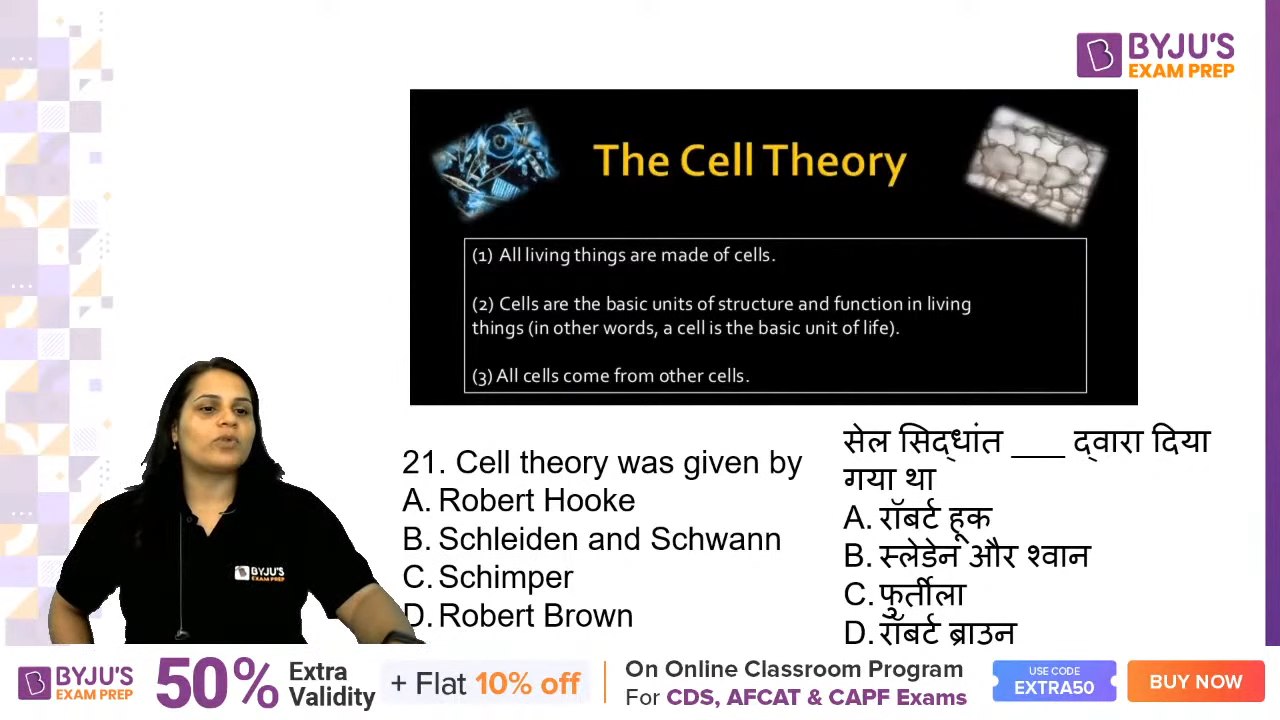 BYJU'S
EXAM PREP
The Cell Theory
(1) All living things are made of cells.
(2) Cells are the basic units of structure and function in living
things (in other words, a cell is the basic unit of life).
(3) All cells come from other cells.
21. Cell theory was given by
A. Robert Hooke
B. Schleiden and Schwann
C. Schimper
D. Robert Brown
सेल सिद्धांत ___ द्वारा दिया
गया था
A. रॉबर्ट हूक
B. स्लेडेन और श्वान
C. फुर्तीला
D. रॉबर्ट ब्राउन
BYJU'S
EXAM PREP
BYJU'S
EXAM PREP
50% Extra
Validity
+ Flat 10% off
On Online Classroom Program
For CDS, AFCAT & CAPF Exams
USE CODE
EXTRA50
BUY NOW